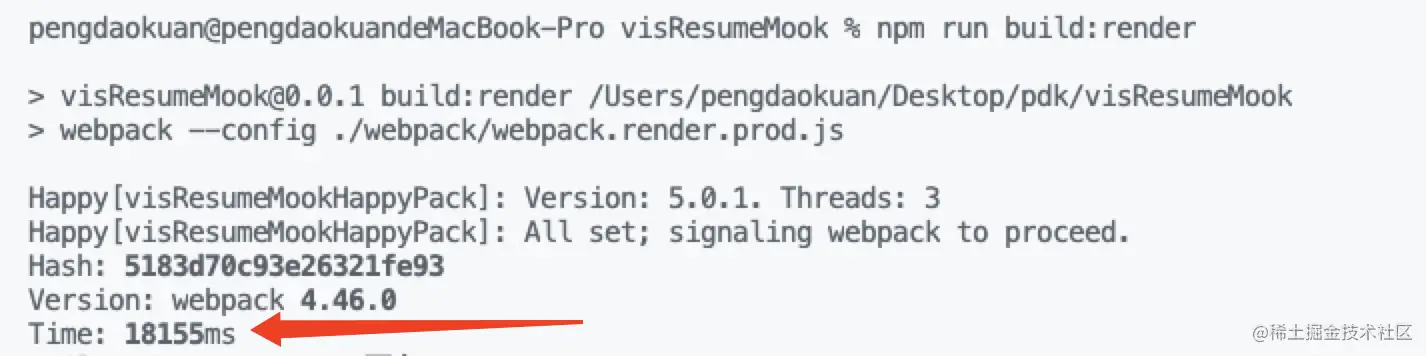 pengdaokuan@pengdaokuandeMacBook-Pro visResumeMook % npm run build:render
> visResumeMook@0.0.1 build:render /Users/pengdaokuan/Desktop/pdk/visResumeMook
> webpack --config ./webpack/webpack.render.prod.js
Happy[visResumeMookHappyPack]: Version: 5.0.1. Threads: 3
Happy[visResumeMookHappyPack]: All set; signaling webpack to proceed.
Hash: 5183d70c93e26321fe93
Version: webpack 4.46.0
Time: 18155ms
@稀土掘金技术社区